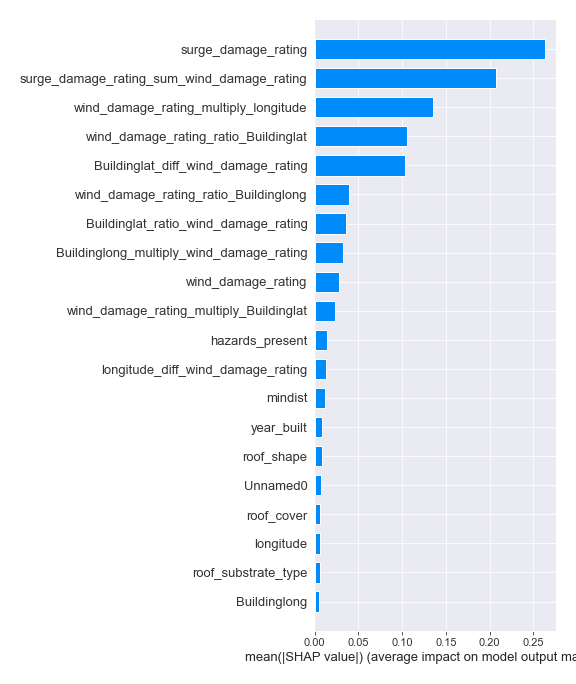 surge_damage_rating
surge_damage_rating_sum_wind_damage_rating
wind_damage_rating_multiply_longitude
wind_damage_rating_ratio_Buildinglat
Buildinglat_diff_wind_damage_rating
wind_damage_rating_ratio_Buildinglong
Buildinglat_ratio_wind_damage_rating
Buildinglong_multiply_wind_damage_rating
wind_damage_rating
wind_damage_rating_multiply_Buildinglat
hazards_present
longitude_diff_wind_damage_rating
mindist
year_built
roof_shape
Unnamed0
roof_cover
longitude
roof_substrate_type
Buildinglong
0.00 0.05 0.10 0.15 0.20 0.25
mean(|SHAP value|) (average impact on model output ma